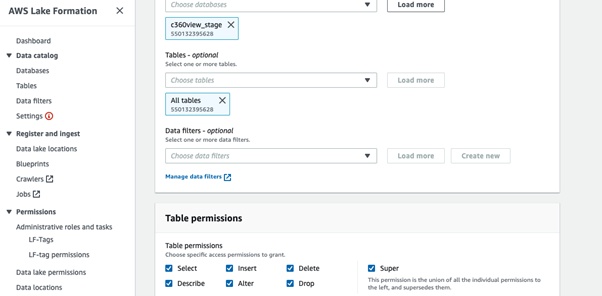 AWS Lake Formation
Dashboard
Data catalog
Databases
Tables
Data filters
Settings
Register and ingest
Data lake locations
Blueprints
Crawlers
Jobs
Permissions
Administrative roles and tasks
LF-Tags
LF-tag permissions
Data lake permissions
Data locations
Choose databases
Load more
c360view_stage
550132395628
Tables - optional
Select one or more tables.
Choose tables
Load more
All tables
550132395628
Data filters - optional
Select one or more data filters.
Choose data filters
Load more
Create new
Manage data filters
Table permissions
Table permissions
Choose specific access permissions to grant.
Select
Insert
Delete
Super
Describe
Alter
Drop
This permission is the union of all the individual permissions to
the left, and supersedes them.